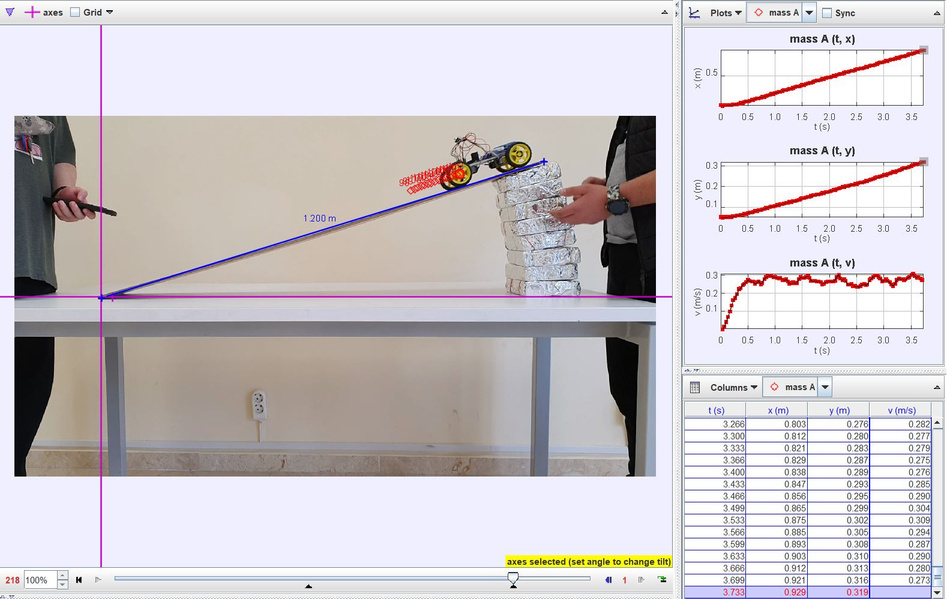 axes Grid
Plots mass A Sync
mass A (t, x)
x (m)
0.5
0 0.5 1.0 1.5 2.0 2.5 3.0 3.5
t (s)
mass A (t, y)
y (m)
0.3
0.2
0.1
0 0.5 1.0 1.5 2.0 2.5 3.0 3.5
t (s)
mass A (t, v)
v (m/s)
0.3
0.2
0.1
0 0.5 1.0 1.5 2.0 2.5 3.0 3.5
t (s)
1.200 m
Columns mass A
t (s) x (m) y (m) v (m/s)
3.266 0.803 0.276 0.282
3.300 0.812 0.280 0.277
3.333 0.821 0.283 0.279
3.366 0.829 0.287 0.275
3.400 0.838 0.289 0.276
3.433 0.847 0.293 0.285
3.466 0.856 0.295 0.290
3.499 0.865 0.299 0.304
3.533 0.875 0.302 0.309
3.566 0.885 0.305 0.294
3.599 0.893 0.308 0.287
3.633 0.903 0.310 0.290
3.666 0.912 0.313 0.280
3.699 0.921 0.316 0.273
3.733 0.929 0.319
axes selected (set angle to change tilt)
218 100% 1